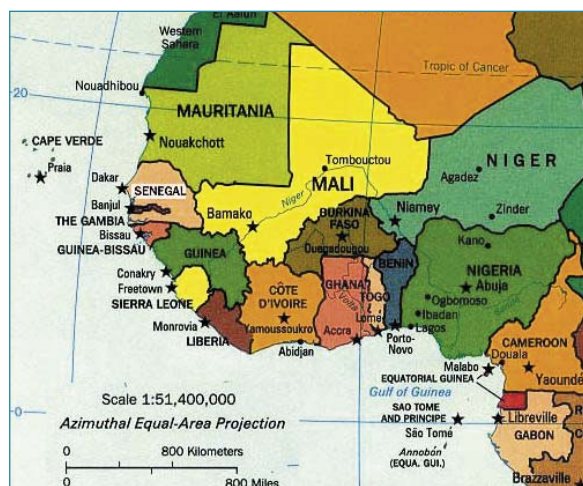 El Aaiún
Western
Sahara
Tropic of Cancer
Nouadhibou
20
MAURITANIA
Nouakchott
CAPE VERDE
Praia
Tombouctou
NIGER
Agadez
Dakar
SENEGAL
MALI
Banjul
THE GAMBIA
Bamako
Niger
BURKINA
FASO
Niamey
Zinder
Bissau
GUINEA-BISSAU
Ouagadougou
Kano
GUINEA
BENIN
NIGERIA
Abuja
Conakry
Freetown
SIERRA LEONE
CÔTE
D'IVOIRE
GHANA
Volta
TOGO
Ogbomoso
Ibadan
Lomé
Lagos
Monrovia
LIBERIA
Yamoussoukro
Accra
Porto-
Novo
Abidjan
CAMEROON
Douala
Malabo
Yaoundé
EQUATORIAL GUINEA
Gulf of Guinea
Scale 1:51,400,000
0
SAO TOME
AND PRINCIPE
Libreville
Azimuthal Equal-Area Projection
São Tomé
GABON
0 800 Kilometers
Annobón
(EQUA. GUI.)
Brazzaville
0 800 Miles